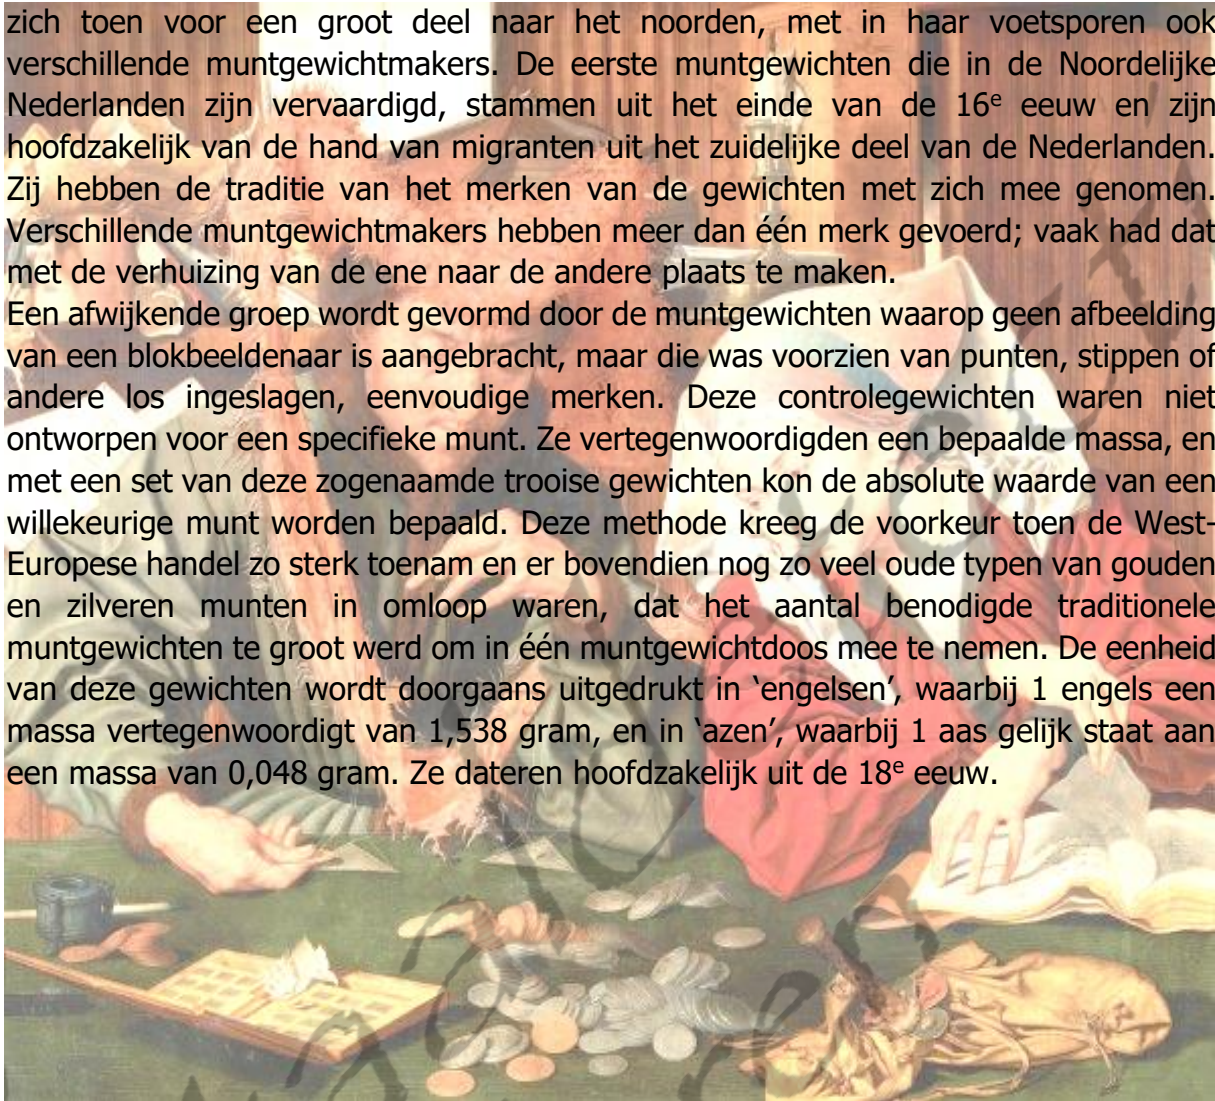 zich toen voor een groot deel naar het noorden, met in haar voetsporen ook
verschillende muntgewichtmakers. De eerste muntgewichten die in de Noordelijke
Nederlanden zijn vervaardigd, stammen uit het einde van de 16e eeuw en zijn
hoofdzakelijk van de hand van migranten uit het zuidelijke deel van de Nederlanden.
Zij hebben de traditie van het merken van de gewichten met zich mee genomen.
Verschillende muntgewichtmakers hebben meer dan één merk gevoerd; vaak had dat
met de verhuizing van de ene naar de andere plaats te maken.
Een afwijkende groep wordt gevormd door de muntgewichten waarop geen afbeelding
van een blokbeeldenaar is aangebracht, maar die was voorzien van punten, stippen of
andere los ingeslagen, eenvoudige merken. Deze controlegewichten waren niet
ontworpen voor een specifieke munt. Ze vertegenwoordigden een bepaalde massa, en
met een set van deze zogenaamde trooise gewichten kon de absolute waarde van een
willekeurige munt worden bepaald. Deze methode kreeg de voorkeur toen de West-
Europese handel zo sterk toenam en er bovendien nog zo veel oude typen van gouden
en zilveren munten in omloop waren, dat het aantal benodigde traditionele
muntgewichten te groot werd om in één muntgewichtdoos mee te nemen. De eenheid
van deze gewichten wordt doorgaans uitgedrukt in ‘engelsen’, waarbij 1 engels een
massa vertegenwoordigt van 1,538 gram, en in ‘azen’, waarbij 1 aas gelijk staat aan
een massa van 0,048 gram. Ze dateren hoofdzakelijk uit de 18e eeuw.